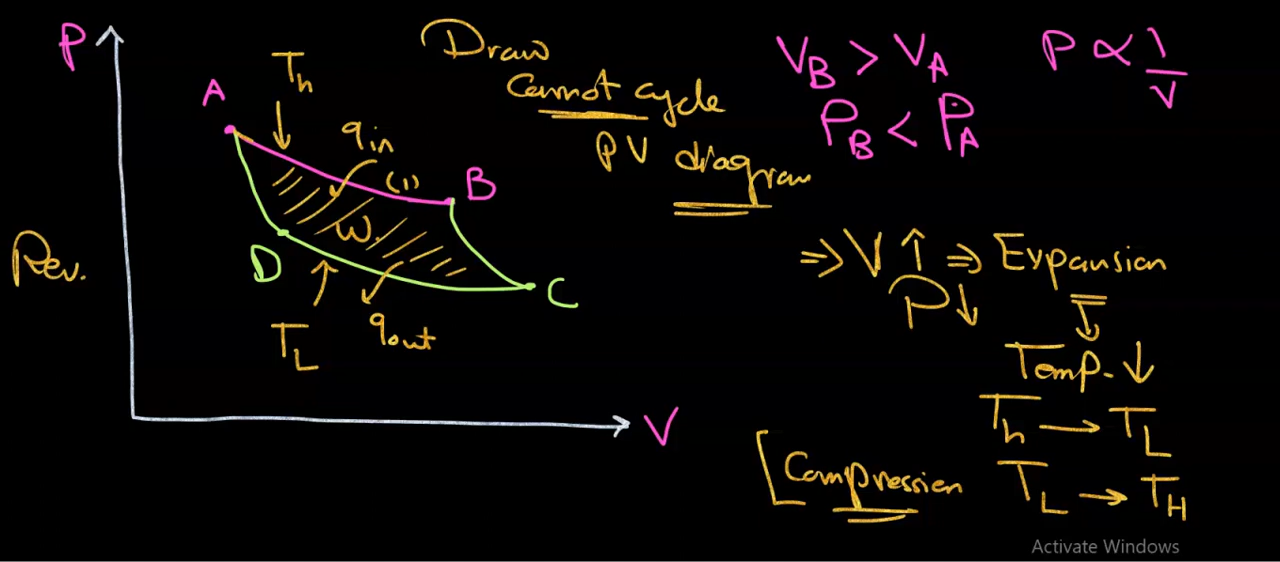 P
A
Th
qin
(1)
B
W.
D
C
TL
qout
V
Rev.
Draw
Cannot cycle
PV diagram
VB > VA
PB < PA
P ∝ 1/V
⇒ V ↑ ⇒ Expansion
P ↓
Temp. ↓
Th → TL
[ Compression TL → TH
Activate Windows